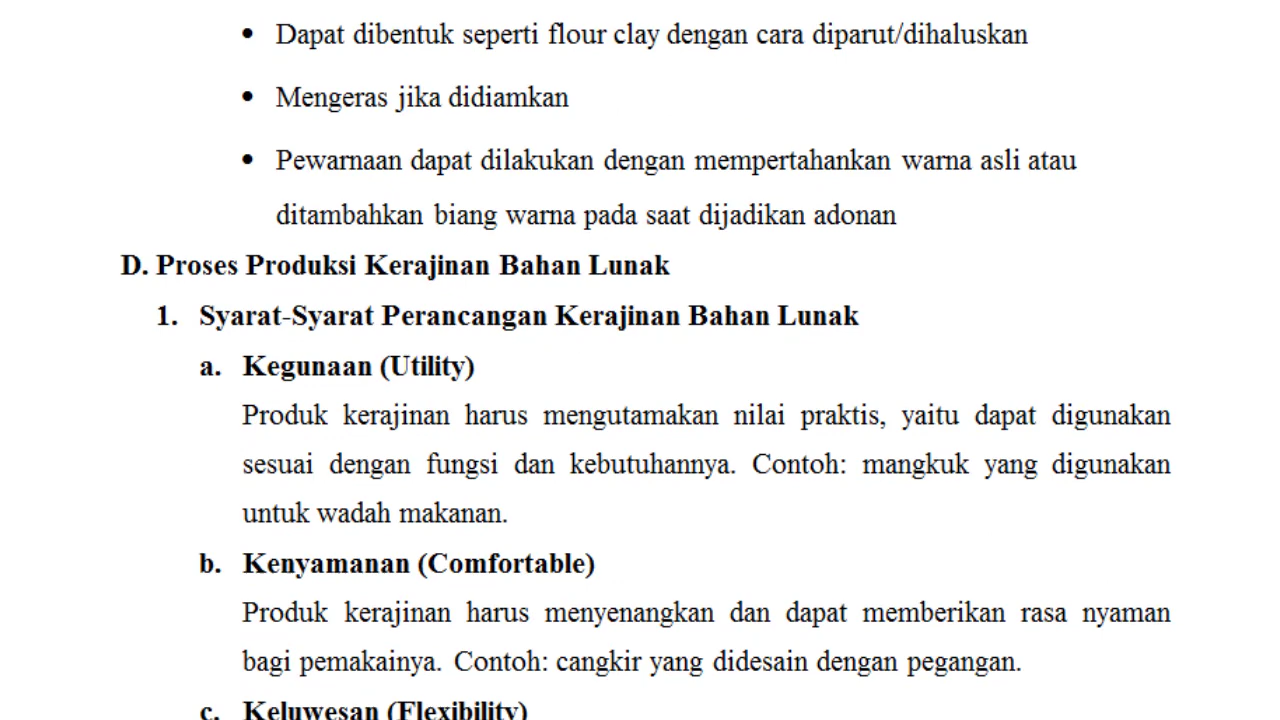 • Dapat dibentuk seperti flour clay dengan cara diparut/dihaluskan
• Mengeras jika didiamkan
• Pewarnaan dapat dilakukan dengan mempertahankan warna asli atau
ditambahkan biang warna pada saat dijadikan adonan
D. Proses Produksi Kerajinan Bahan Lunak
1. Syarat-Syarat Perancangan Kerajinan Bahan Lunak
a. Kegunaan (Utility)
Produk kerajinan harus mengutamakan nilai praktis, yaitu dapat digunakan
sesuai dengan fungsi dan kebutuhannya. Contoh: mangkuk yang digunakan
untuk wadah makanan.
b. Kenyamanan (Comfortable)
Produk kerajinan harus menyenangkan dan dapat memberikan rasa nyaman
bagi pemakainya. Contoh: cangkir yang didesain dengan pegangan.
c. Keluwesan (Flexibility)